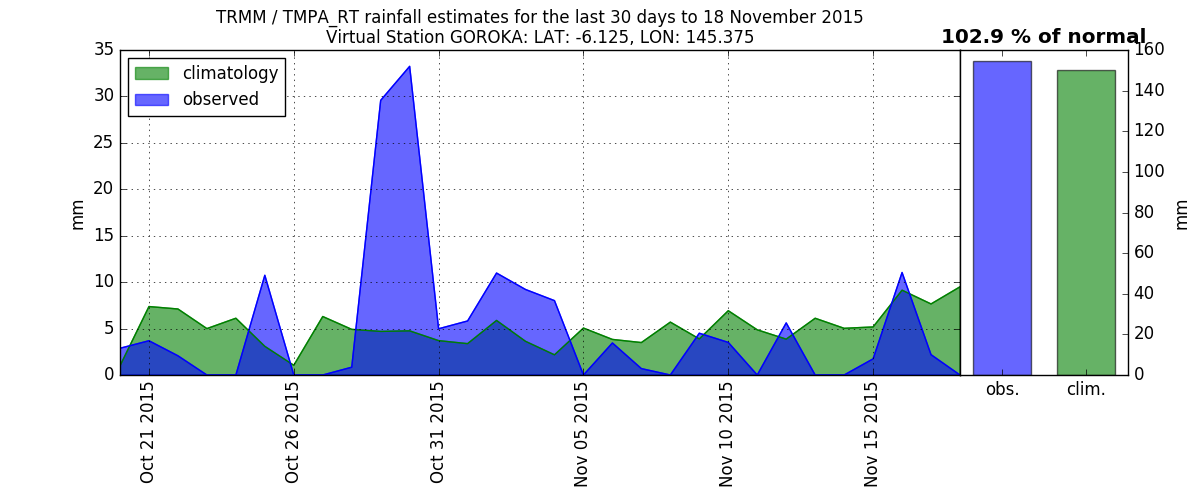 TRMM / TMPA_RT rainfall estimates for the last 30 days to 18 November 2015
Virtual Station GOROKA: LAT: -6.125, LON: 145.375
102.9 % of normal
climatology
observed
35
30
25
20
15
10
5
0
mm
Oct 21 2015
Oct 26 2015
Oct 31 2015
Nov 05 2015
Nov 10 2015
Nov 15 2015
obs.
clim.
160
140
120
100
80
60
40
20
0
mm